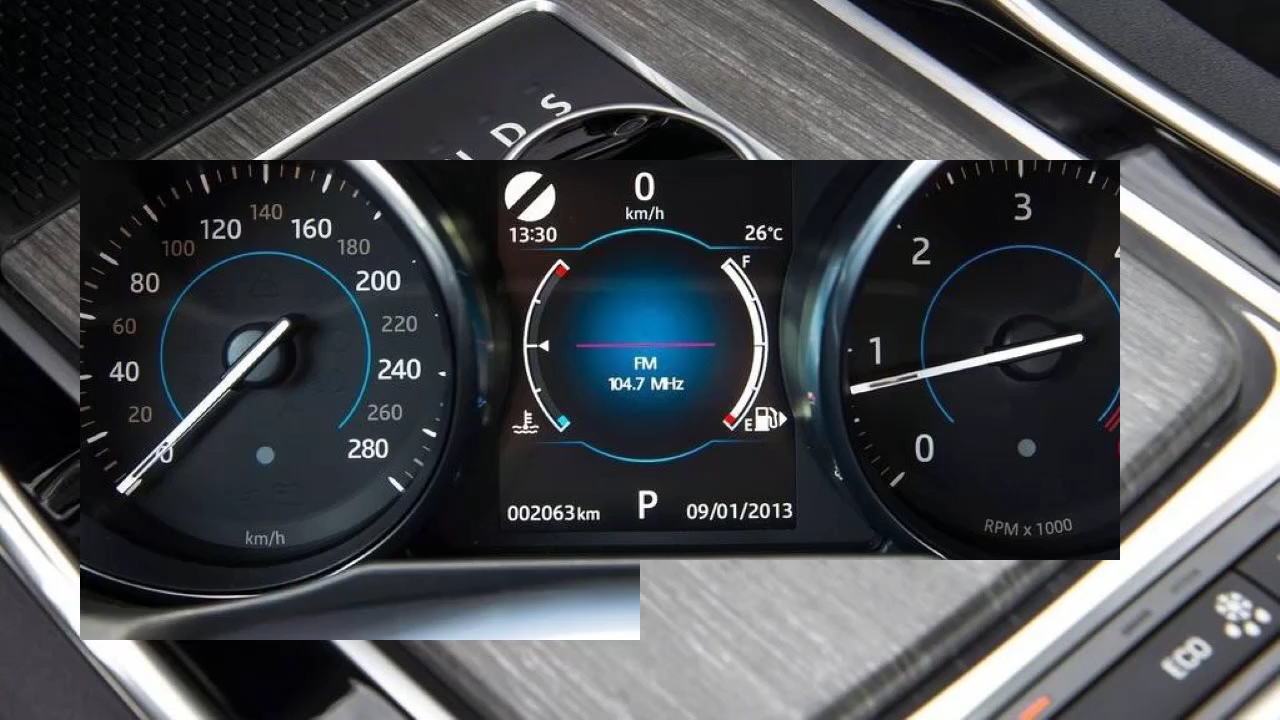 S
D
0
km/h
13:30
26°C
120 140 160
100 180
80 200
60 220
40 240
20 260
0 280
km/h
F
FM
104.7 MHz
E
002063km
P
09/01/2013
3
2
1
0
RPM x 1000
ECO